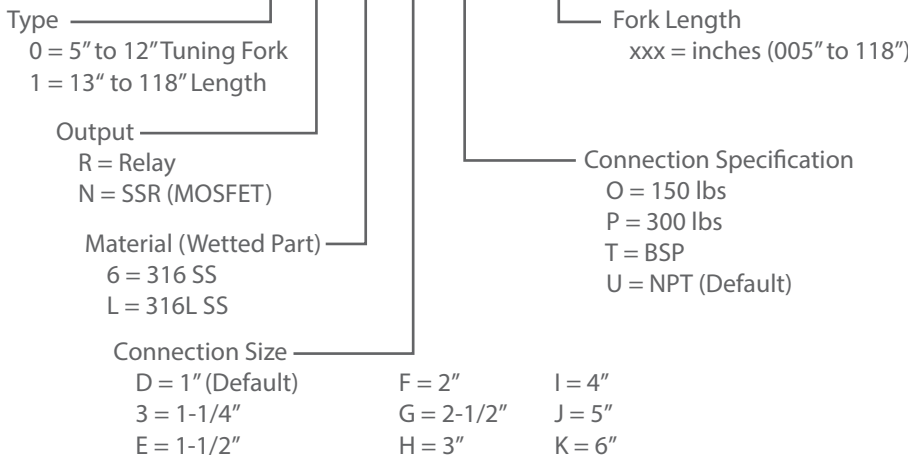 Type
0 = 5” to 12” Tuning Fork
1 = 13“ to 118” Length
Fork Length
xxx = inches (005” to 118”)
Output
R = Relay
N = SSR (MOSFET)
Connection Specification
O = 150 lbs
P = 300 lbs
T = BSP
U = NPT (Default)
Material (Wetted Part)
6 = 316 SS
L = 316L SS
Connection Size
D = 1” (Default) F = 2” I = 4”
3 = 1-1/4” G = 2-1/2” J = 5”
E = 1-1/2” H = 3” K = 6”